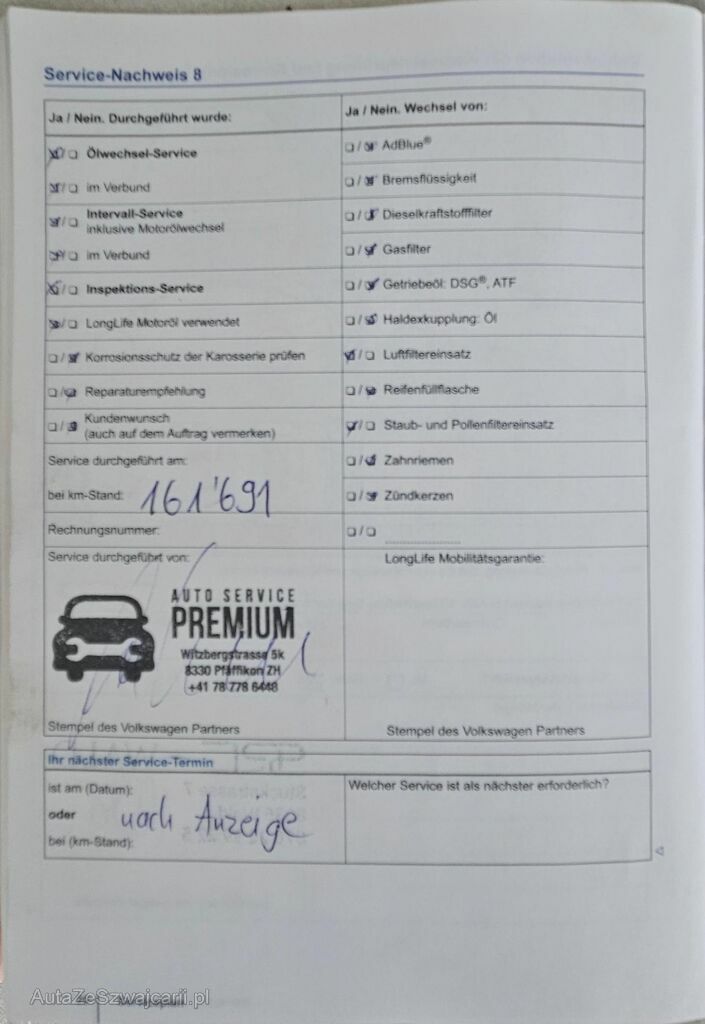 Service-Nachweis 8
Ja / Nein. Durchgeführt wurde:
Ölwechsel-Service
im Verbund
Intervall-Service
inklusive Motorölwechsel
im Verbund
Inspektions-Service
LongLife Motoröl verwendet
Korrosionsschutz der Karosserie prüfen
Reparaturempfehlung
Kundenwunsch
(auch auf dem Auftrag vermerken)
Service durchgeführt am:
bei km-Stand: 161'691
Rechnungsnummer:
Ja / Nein. Wechsel von:
AdBlue®
Bremsflüssigkeit
Dieselkraftstofffilter
Gasfilter
Getriebeöl: DSG®, ATF
Haldexkupplung: Öl
Luftfiltereinsatz
Reifenfüllflasche
Staub- und Pollenfiltereinsatz
Zahnriemen
Zündkerzen
Service durchgeführt von:
AUTO SERVICE
PREMIUM
Witzbergstrasse 5k
8330 Pfäffikon ZH
+41 78 778 6448
Stempel des Volkswagen Partners
LongLife Mobilitätsgarantie:
Stempel des Volkswagen Partners
Ihr nächster Service-Termin
ist am (Datum):
oder nach Anzeige
bei (km-Stand):
Welcher Service ist als nächster erforderlich?
AutaZeSzwajcarii.pl